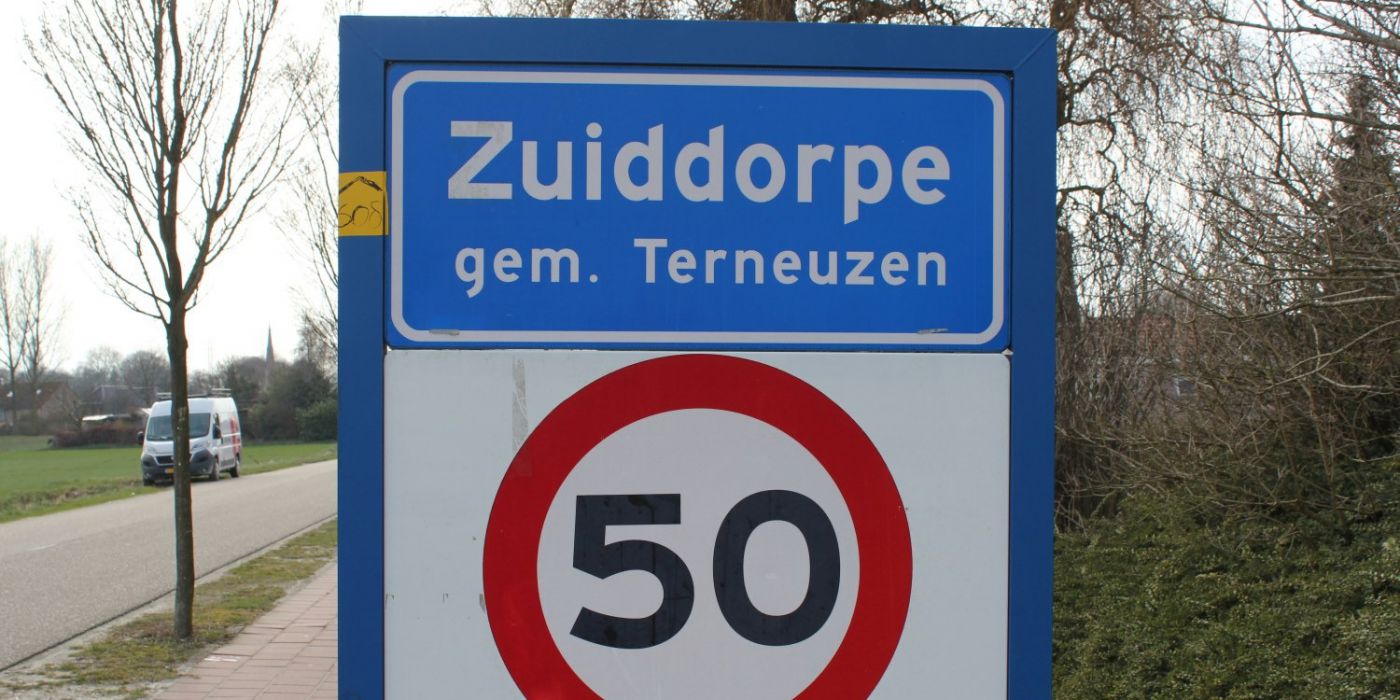 Zuiddorpe
gem. Terneuzen
50